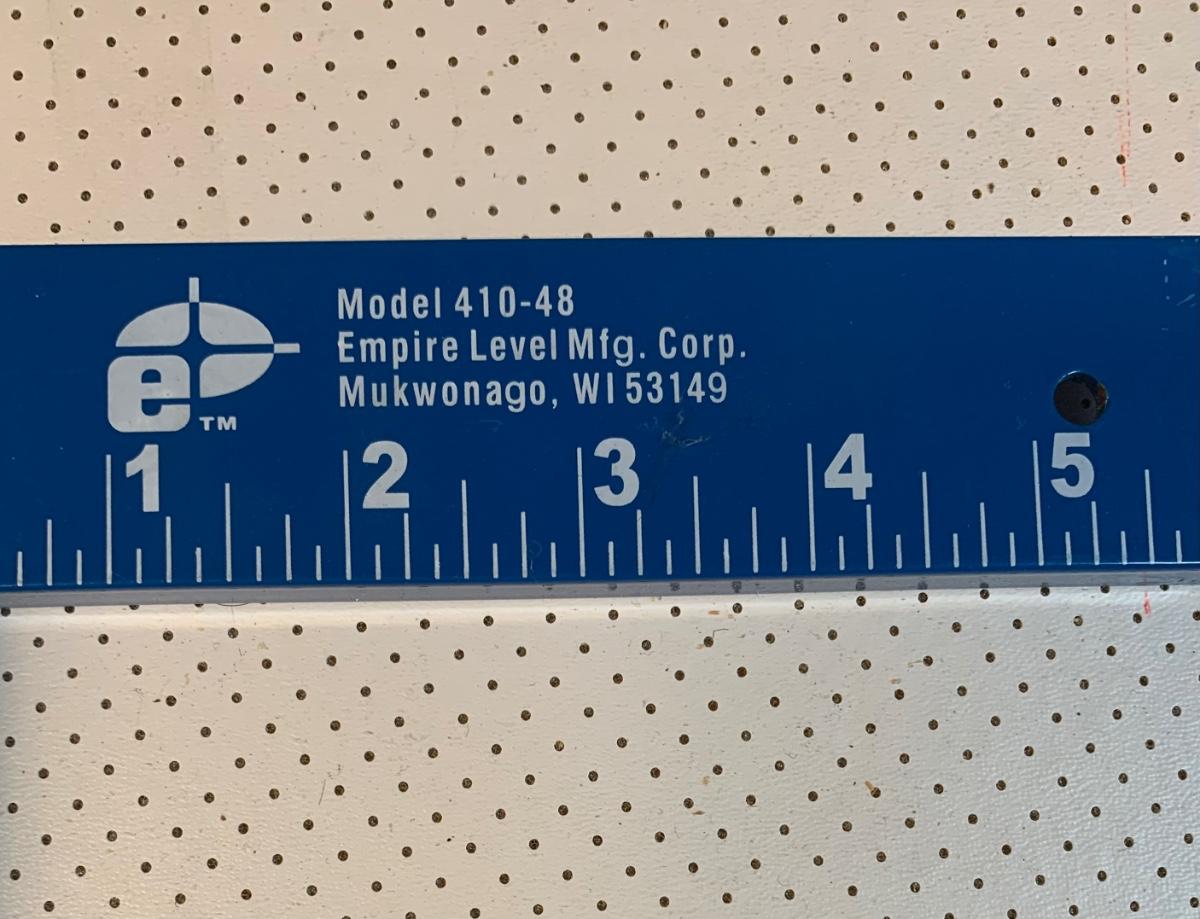 Model 410-48
Empire Level Mfg. Corp.
Mukwonago, WI 53149
e TM
1 2 3 4 5